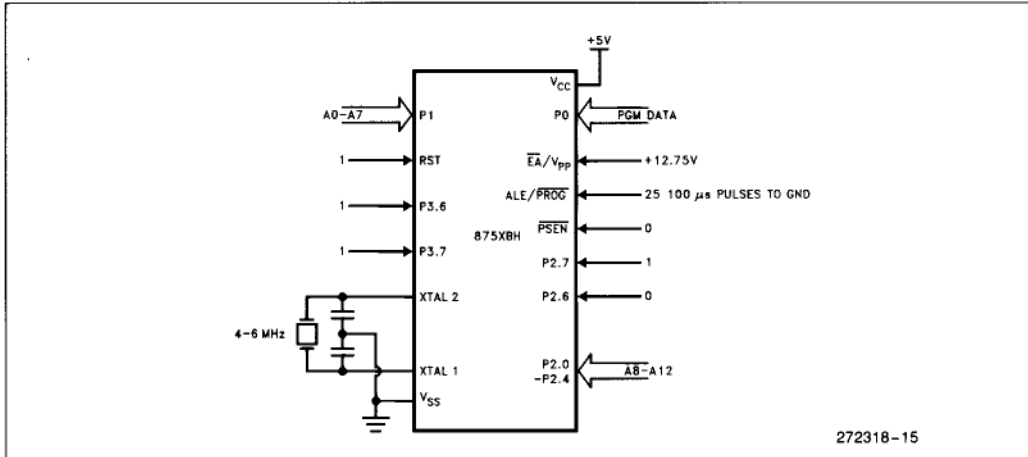 +5V
VCC
A0-A7
P1
P0
PGM DATA
1
RST
EA/VPP
+12.75V
ALE/PROG
25 100 µs PULSES TO GND
1
P3.6
PSEN
0
875XBH
1
P3.7
P2.7
1
XTAL 2
P2.6
0
4-6 MHz
P2.0
-P2.4
A8-A12
XTAL 1
VSS
272318-15